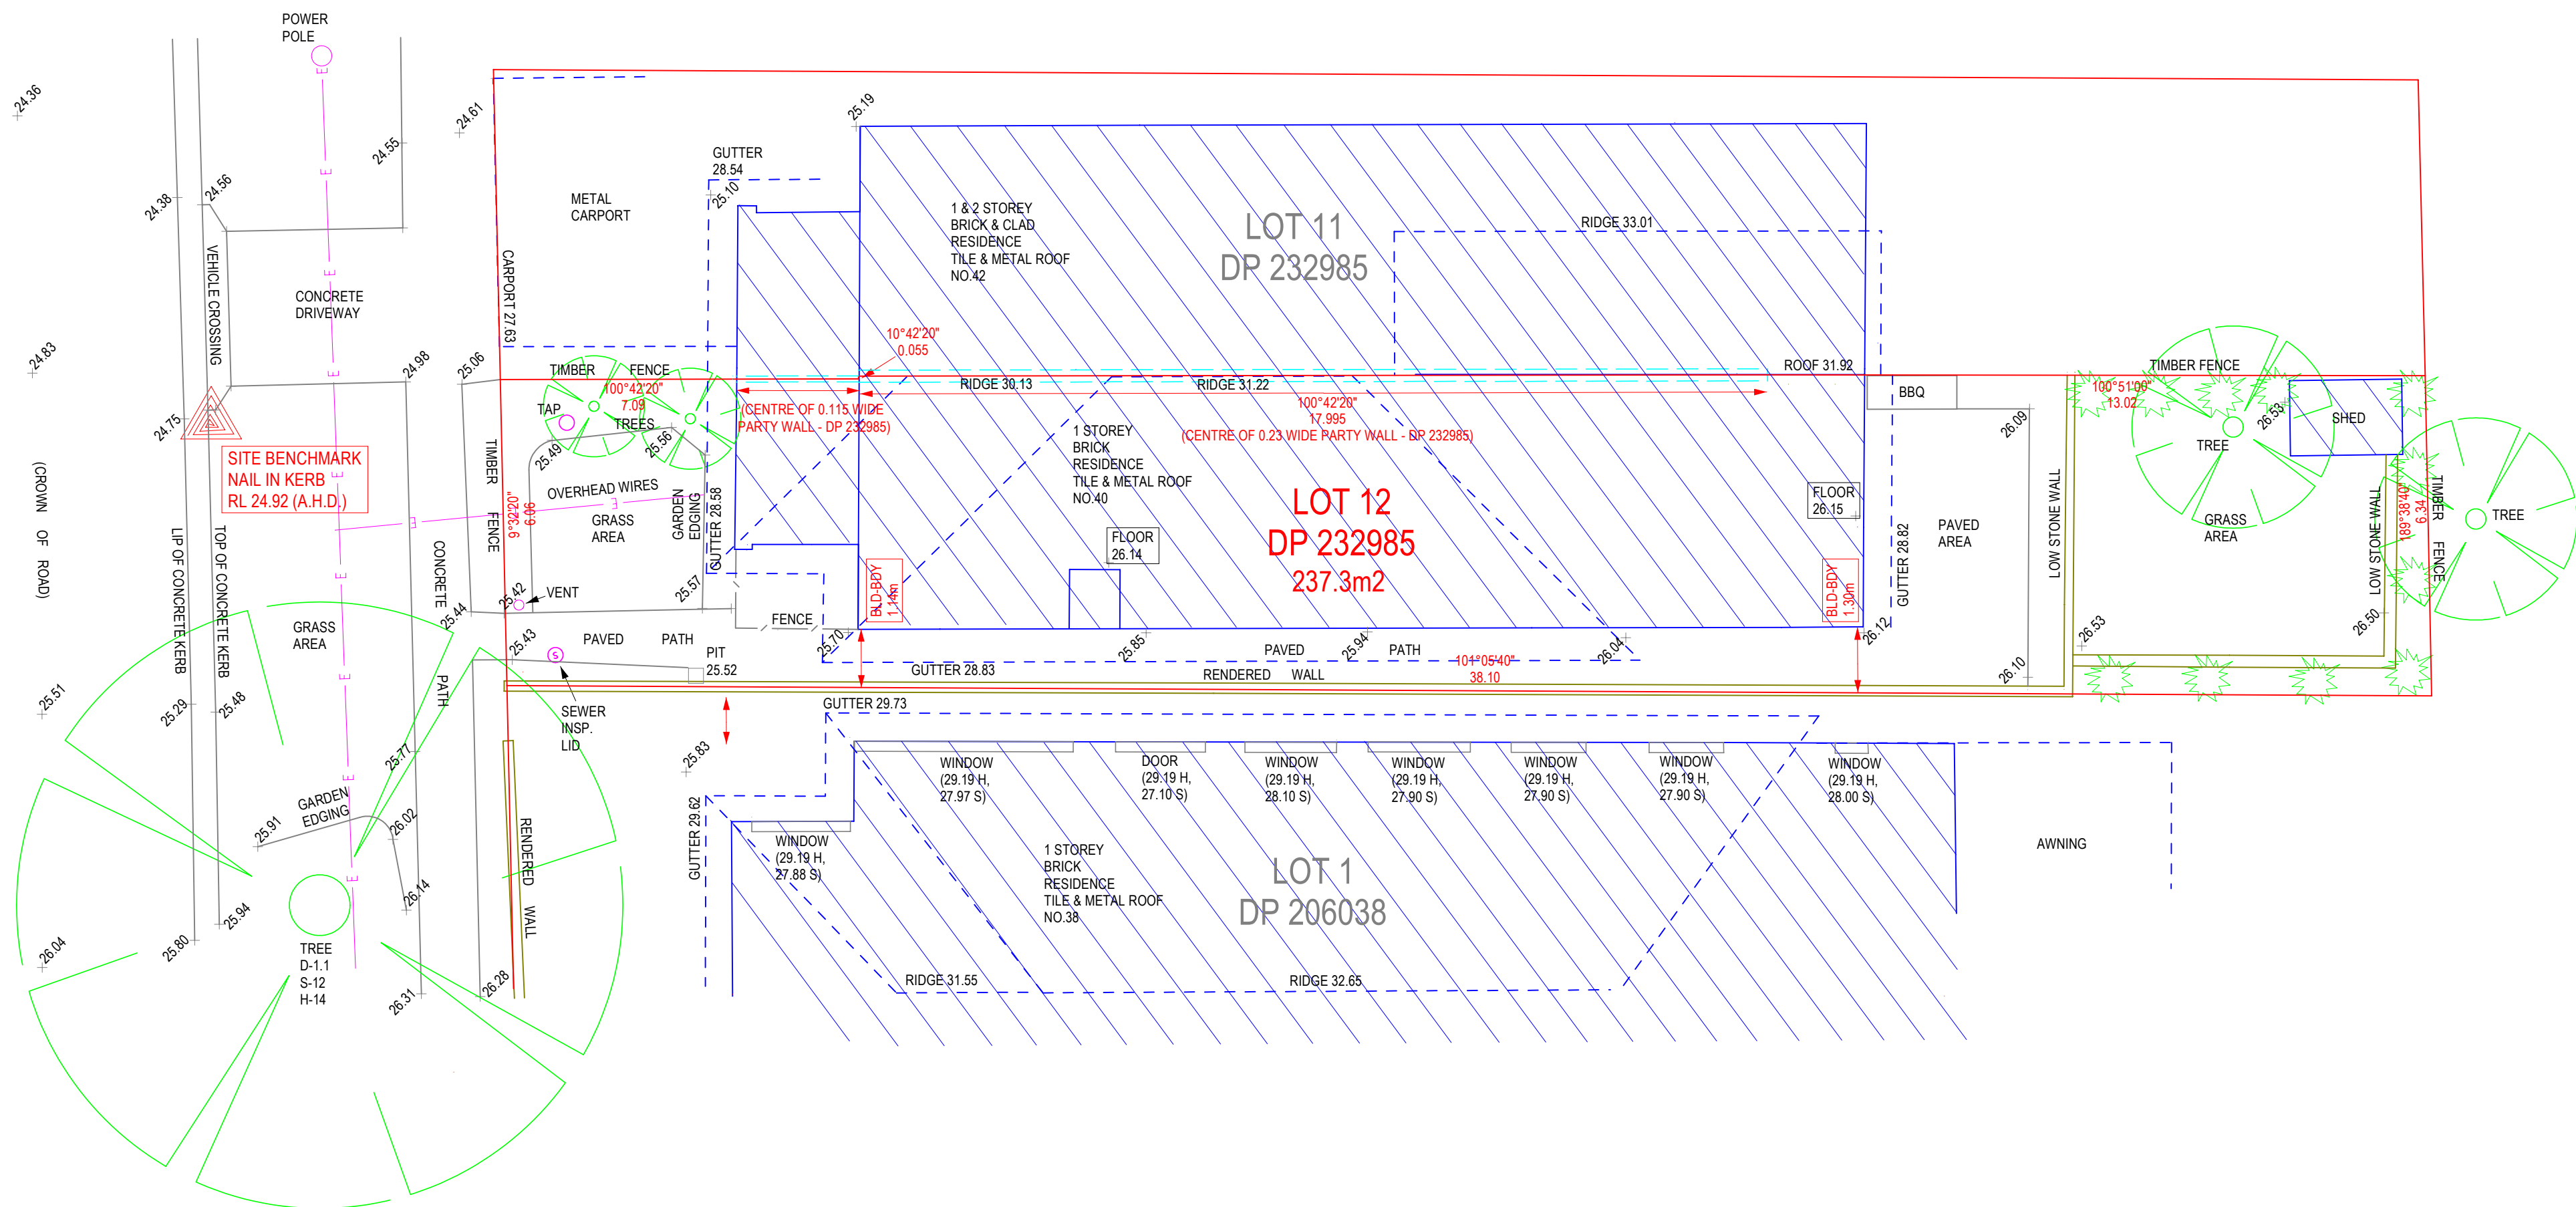 POWER
POLE
24.36
24.61
24.55
25.19
GUTTER
28.54
25.10
24.38
24.56
METAL
CARPORT
1 & 2 STOREY
BRICK & CLAD
RESIDENCE
TILE & METAL ROOF
NO.42
LOT 11
DP 232985
RIDGE 33.01
VEHICLE CROSSING
CARPORT 27.63
CONCRETE
DRIVEWAY
24.83
24.98
25.06
TIMBER FENCE
10°42'20"
0.055
ROOF 31.92
TIMBER FENCE
100°42'20"
7.09
RIDGE 30.13
RIDGE 31.22
BBQ
100°51'00"
13.02
TAP
TREES
(CENTRE OF 0.115 WIDE
PARTY WALL - DP 232985)
100°42'20"
17.995
(CENTRE OF 0.23 WIDE PARTY WALL - DP 232985)
26.09
26.53
SHED
24.75
25.49
25.56
1 STOREY
BRICK
RESIDENCE
TILE & METAL ROOF
NO.40
TREE
SITE BENCHMARK
NAIL IN KERB
RL 24.92 (A.H.D.)
TIMBER FENCE
9°32'20"
6.06
OVERHEAD WIRES
GRASS
AREA
GARDEN
EDGING
GUTTER 28.58
LOT 12
DP 232985
237.3m2
FLOOR
26.14
FLOOR
26.15
GUTTER 28.82
PAVED
AREA
LOW STONE WALL
GRASS
AREA
LOW STONE WALL
189°38'40"
6.34
TIMBER FENCE
TREE
(CROWN OF ROAD)
LIP OF CONCRETE KERB
TOP OF CONCRETE KERB
CONCRETE PATH
25.44
25.42
VENT
25.57
FENCE
BLD-BDY
1.14m
BLD-BDY
1.30m
GRASS
AREA
25.43
PAVED PATH
PIT
25.52
25.70
25.85
PAVED PATH
25.94
26.04
26.12
26.53
26.50
S
GUTTER 28.83
RENDERED WALL
101°05'40"
38.10
26.10
25.51
25.29
25.48
SEWER
INSP.
LID
GUTTER 29.73
25.77
25.83
WINDOW
(29.19 H,
27.97 S)
DOOR
(29.19 H,
27.10 S)
WINDOW
(29.19 H,
28.10 S)
WINDOW
(29.19 H,
27.90 S)
WINDOW
(29.19 H,
27.90 S)
WINDOW
(29.19 H,
27.90 S)
WINDOW
(29.19 H,
28.00 S)
GARDEN
EDGING
25.91
26.02
RENDERED WALL
GUTTER 29.62
WINDOW
(29.19 H,
27.88 S)
1 STOREY
BRICK
RESIDENCE
TILE & METAL ROOF
NO.38
LOT 1
DP 206038
AWNING
26.14
25.94
25.80
26.04
TREE
D-1.1
S-12
H-14
26.31
26.28
RIDGE 31.55
RIDGE 32.65